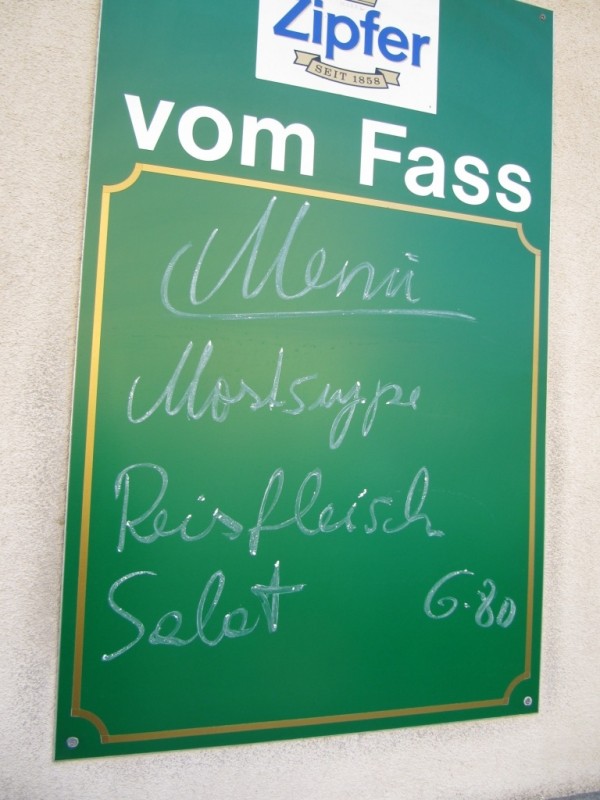 Zipfer
SEIT 1858
vom Fass
Menü
Mostsuppe
Reisfleisch
Salat 6.80